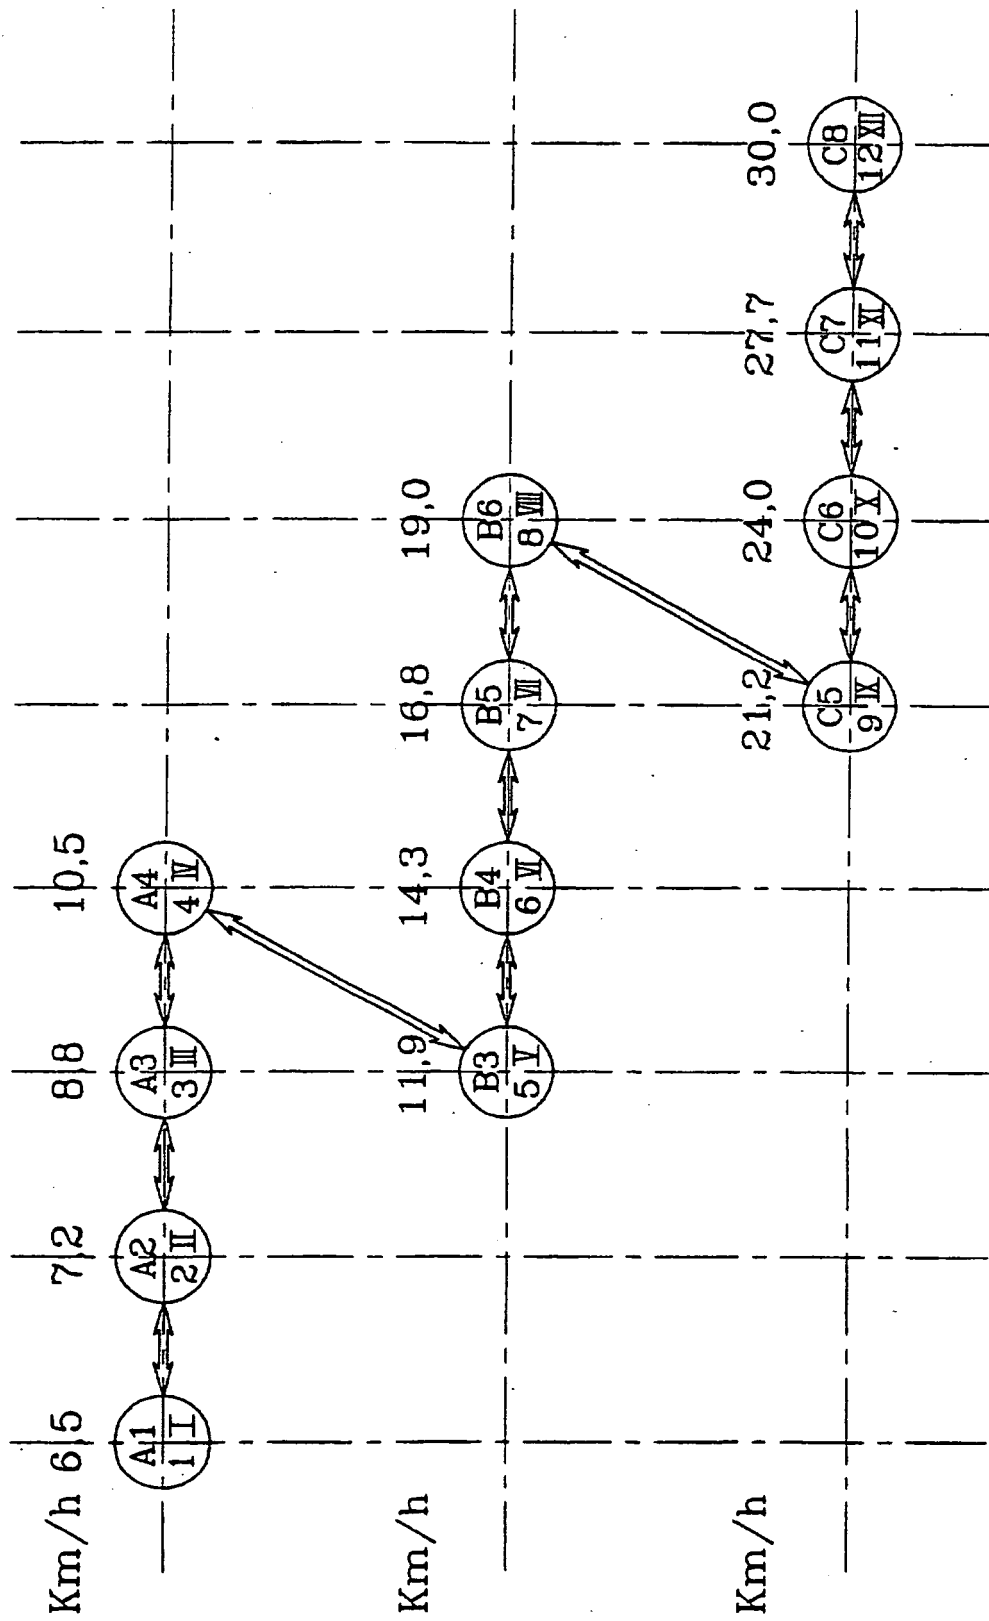 Km/h 6,5 7,2 8,8 10,5
A1 A2 A3 A4
1 I 2 II 3 III 4 IV
Km/h 11,9 14,3 16,8 19,0
B3 B4 B5 B6
5 V 6 VI 7 VII 8 VIII
Km/h 21,2 24,0 27,7 30,0
C5 C6 C7 C8
9 IX 10 X 11 XI 12 XII